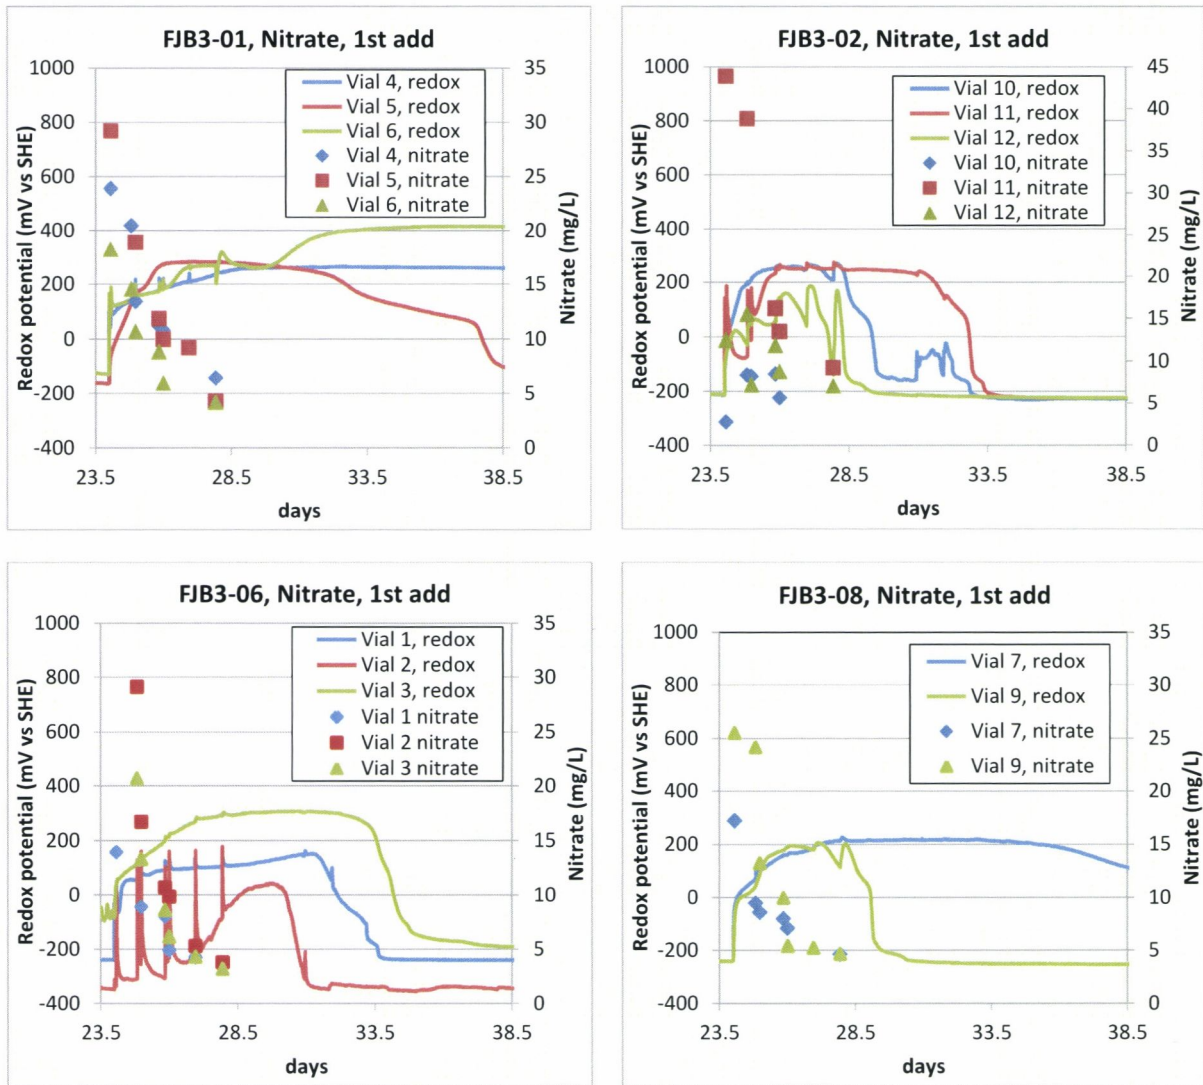 FJB3-01, Nitrate, 1st add
Redox potential (mV vs SHE)
1000
800
600
400
200
0
-200
-400
Vial 4, redox
Vial 5, redox
Vial 6, redox
Vial 4, nitrate
Vial 5, nitrate
Vial 6, nitrate
35
30
25
20
15
10
5
0
Nitrate (mg/L)
23.5 28.5 33.5 38.5
days
FJB3-02, Nitrate, 1st add
Redox potential (mV vs SHE)
1000
800
600
400
200
0
-200
-400
Vial 10, redox
Vial 11, redox
Vial 12, redox
Vial 10, nitrate
Vial 11, nitrate
Vial 12, nitrate
45
40
35
30
25
20
15
10
5
0
Nitrate (mg/L)
23.5 28.5 33.5 38.5
days
FJB3-06, Nitrate, 1st add
Redox potential (mV vs SHE)
1000
800
600
400
200
0
-200
-400
Vial 1, redox
Vial 2, redox
Vial 3, redox
Vial 1 nitrate
Vial 2 nitrate
Vial 3 nitrate
35
30
25
20
15
10
5
0
Nitrate (mg/L)
23.5 28.5 33.5 38.5
days
FJB3-08, Nitrate, 1st add
Redox potential (mV vs SHE)
1000
800
600
400
200
0
-200
-400
Vial 7, redox
Vial 9, redox
Vial 7, nitrate
Vial 9, nitrate
35
30
25
20
15
10
5
0
Nitrate (mg/L)
23.5 28.5 33.5 38.5
days